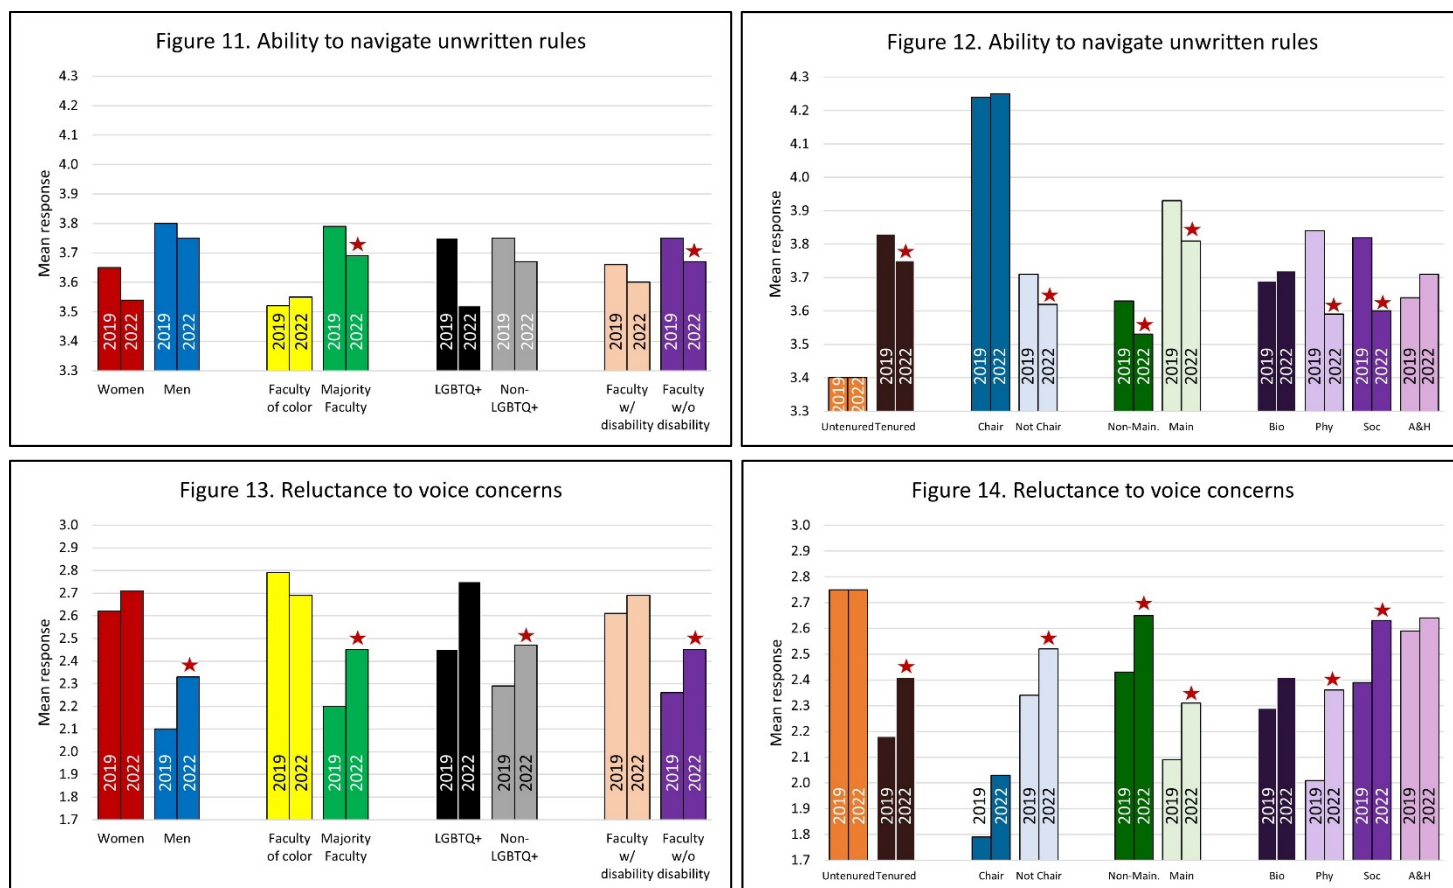 Figure 11. Ability to navigate unwritten rules
Mean response
4.3
4.2
4.1
4.0
3.9
3.8
3.7
3.6
3.5
3.4
3.3
2019 2022 2019 2022 2019 2022 2019 2022 2019 2022 2019 2022 2019 2022 2019 2022
Women Men Faculty Majority LGBTQ+ Non- Faculty Faculty
of color Faculty LGBTQ+ w/ w/o
disability disability
Figure 12. Ability to navigate unwritten rules
Mean response
4.3
4.2
4.1
4.0
3.9
3.8
3.7
3.6
3.5
3.4
3.3
2019 2022 2019 2022 2019 2022 2019 2022 2019 2022 2019 2022 2019 2022 2019 2022 2019 2022 2019 2022
Untenured Tenured Chair Not Chair Non-Main. Main Bio Phy Soc A&H
Figure 13. Reluctance to voice concerns
Mean response
3.0
2.9
2.8
2.7
2.6
2.5
2.4
2.3
2.2
2.1
2.0
1.9
1.8
1.7
2019 2022 2019 2022 2019 2022 2019 2022 2019 2022 2019 2022 2019 2022 2019 2022
Women Men Faculty Majority LGBTQ+ Non- Faculty Faculty
of color Faculty LGBTQ+ w/ w/o
disability disability
Figure 14. Reluctance to voice concerns
Mean response
3.0
2.9
2.8
2.7
2.6
2.5
2.4
2.3
2.2
2.1
2.0
1.9
1.8
1.7
2019 2022 2019 2022 2019 2022 2019 2022 2019 2022 2019 2022 2019 2022 2019 2022 2019 2022 2019 2022
Untenured Tenured Chair Not Chair Non-Main. Main Bio Phy Soc A&H